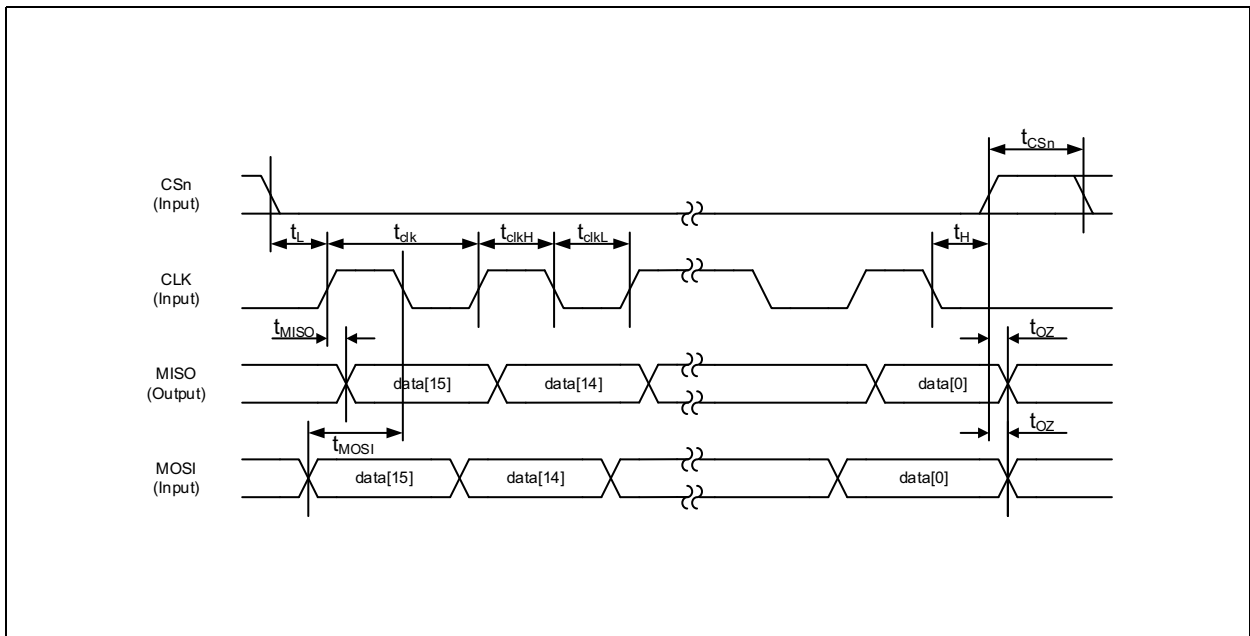 tCSn
CSn
(Input)
tL
tclk
tclkH
tclkL
tH
CLK
(Input)
tMISO
tOZ
MISO
(Output)
data[15]
data[14]
data[0]
tMOSI
tOZ
MOSI
(Input)
data[15]
data[14]
data[0]